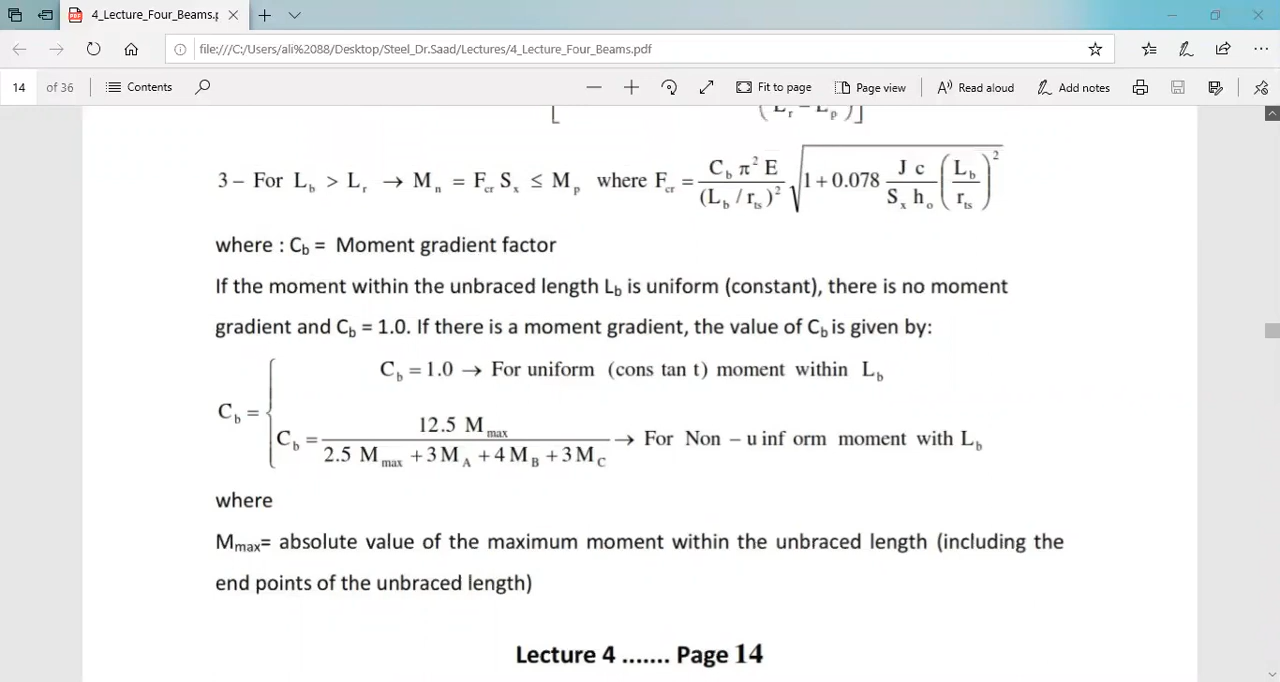 4_Lecture_Four_Beams.p
file:///C:/Users/ali%2088/Desktop/Steel_Dr.Saad/Lectures/4_Lecture_Four_Beams.pdf
14 of 36 Contents Fit to page Page view Read aloud Add notes
(L_r − L_p)]
3 – For L_b > L_r → M_n = F_cr S_x ≤ M_p where F_cr = C_b π² E / (L_b / r_ts)² √(1 + 0.078 J c / S_x h_o (L_b / r_ts)²)
where : C_b = Moment gradient factor
If the moment within the unbraced length L_b is uniform (constant), there is no moment
gradient and C_b = 1.0. If there is a moment gradient, the value of C_b is given by:
C_b = { C_b = 1.0 → For uniform (cons tan t) moment within L_b
C_b = 12.5 M_max / 2.5 M_max + 3 M_A + 4 M_B + 3 M_C → For Non – u inf orm moment with L_b
where
M_max= absolute value of the maximum moment within the unbraced length (including the
end points of the unbraced length)
Lecture 4 ....... Page 14